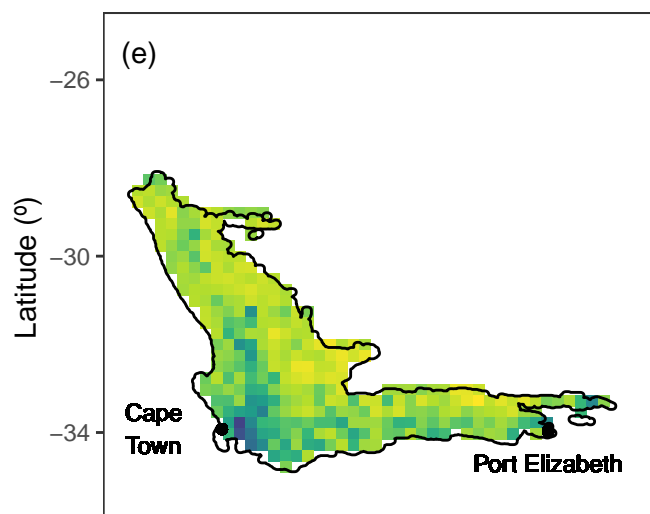 (e)
−26
−30
−34
Latitude (º)
Cape
Town
Port Elizabeth